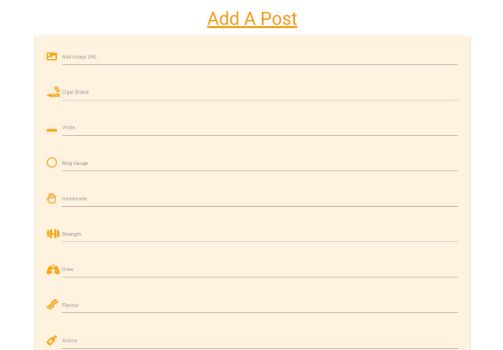 Add A Post
Add Image URL
Cigar Brand
Vitola
Ring Gauge
Handmade
Strength
Draw
Flavour
Aroma